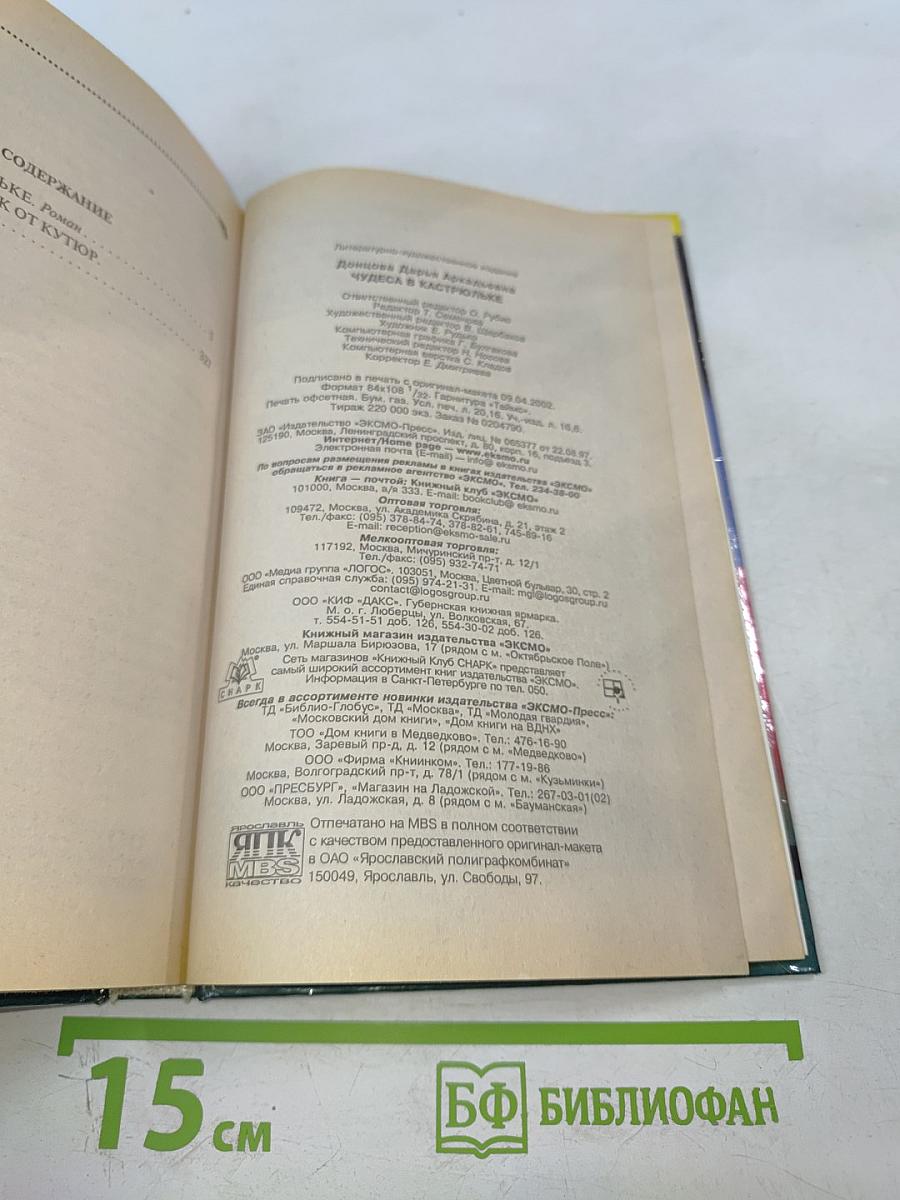 СОДЕРЖАНИЕ
ЬКЕ. Роман
К ОТ КУТЮР
5
321
Литературно-художественное издание
Донцова Дарья Аркадьевна
ЧУДЕСА В КАСТРЮЛЬКЕ
Ответственный редактор О. Рубис
Редактор Т. Семенова
Художественный редактор В. Щербаков
Художник Е. Рудько
Компьютерная графика Г. Булгакова
Технический редактор Н. Носова
Компьютерная верстка С. Кладов
Корректор Е. Дмитриева
Подписано в печать с оригинал-макета 09.04.2002.
Формат 84x108 1/32. Гарнитура «Таймс».
Печать офсетная. Бум. газ. Усл. печ. л. 20,16. Уч.-изд. л. 16,6.
Тираж 220 000 экз. Заказ № 0204790.
ЗАО «Издательство «ЭКСМО-Пресс». Изд. лиц. № 065377 от 22.08.97.
125190, Москва, Ленинградский проспект, д. 80, корп. 16, подъезд 3.
Интернет/Home page — www.eksmo.ru
Электронная почта (E-mail) — info@ eksmo.ru
По вопросам размещения рекламы в книгах издательства «ЭКСМО»
обращаться в рекламное агентство «ЭКСМО». Тел. 234-38-00
Книга — почтой: Книжный клуб «ЭКСМО»
101000, Москва, а/я 333. E-mail: bookclub@ eksmo.ru
Оптовая торговля:
109472, Москва, ул. Академика Скрябина, д. 21, этаж 2
Тел./факс: (095) 378-84-74, 378-82-61, 745-89-16
E-mail: reception@eksmo-sale.ru
Мелкооптовая торговля:
117192, Москва, Мичуринский пр-т, д. 12/1
Тел./факс: (095) 932-74-71
ООО «Медиа группа «ЛОГОС». 103051, Москва, Цветной бульвар, 30, стр. 2
Единая справочная служба: (095) 974-21-31. E-mail: mgl@logosgroup.ru
contact@logosgroup.ru
ООО «КИФ «ДАКС». Губернская книжная ярмарка.
М. о. г. Люберцы, ул. Волковская, 67.
т. 554-51-51 доб. 126, 554-30-02 доб. 126.
Книжный магазин издательства «ЭКСМО»
Москва, ул. Маршала Бирюзова, 17 (рядом с м. «Октябрьское Поле»)
Сеть магазинов «Книжный Клуб СНАРК» представляет
самый широкий ассортимент книг издательства «ЭКСМО».
Информация в Санкт-Петербурге по тел. 050.
СНАРК
Всегда в ассортименте новинки издательства «ЭКСМО-Пресс»:
ТД «Библио-Глобус», ТД «Москва», ТД «Молодая гвардия»,
«Московский дом книги», «Дом книги на ВДНХ»
ТОО «Дом книги в Медведково». Тел.: 476-16-90
Москва, Заревый пр-д, д. 12 (рядом с м. «Медведково»)
ООО «Фирма «Книинком». Тел.: 177-19-86
Москва, Волгоградский пр-т, д. 78/1 (рядом с м. «Кузьминки»)
ООО «ПРЕСБУРГ», «Магазин на Ладожской». Тел.: 267-03-01(02)
Москва, ул. Ладожская, д. 8 (рядом с м. «Бауманская»)
ЯРОСЛАВЛЬ
ЯПК
MBS
КАЧЕСТВО
Отпечатано на MBS в полном соответствии
с качеством предоставленного оригинал-макета
в ОАО «Ярославский полиграфкомбинат»
150049, Ярославль, ул. Свободы, 97.
15 см
БФ БИБЛИОФАН